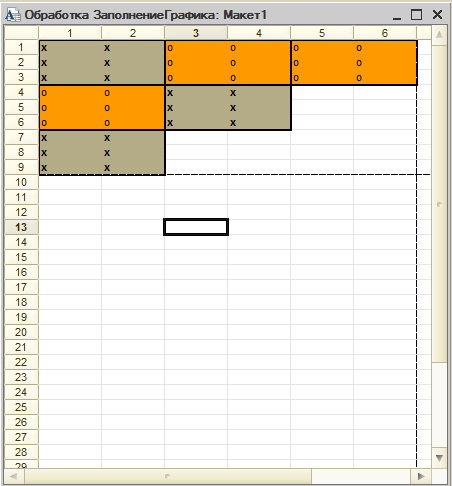 Обработка ЗаполнениеГрафика: Макет1
1 2 3 4 5 6
1 x x o o o o
2 x x o o o o
3 x x o o o o
4 o o x x
5 o o x x
6 o o x x
7 x x
8 x x
9 x x
10
11
12
13
14
15
16
17
18
19
20
21
22
23
24
25
26
27
28
29